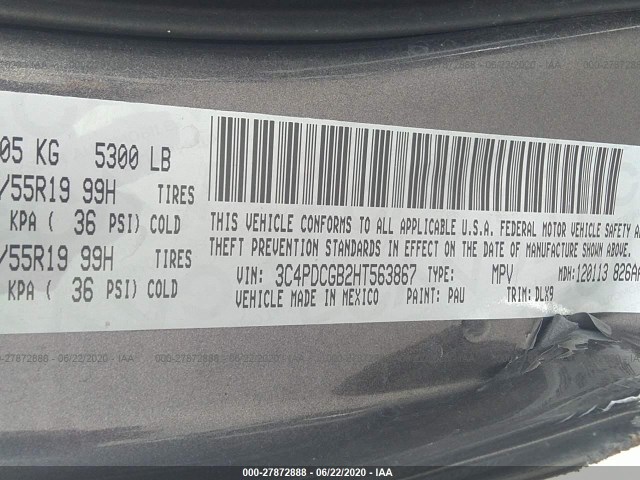 05 KG 5300 LB
/55R19 99H TIRES
KPA ( 36 PSI) COLD
/55R19 99H TIRES
KPA ( 36 PSI) COLD
THIS VEHICLE CONFORMS TO ALL APPLICABLE U.S.A. FEDERAL MOTOR VEHICLE SAFETY
THEFT PREVENTION STANDARDS IN EFFECT ON THE DATE OF MANUFACTURE SHOWN ABOVE.
VIN: 3C4PDCGB2HT563867 TYPE: MPV MDH: 120113 826AA
VEHICLE MADE IN MEXICO PAINT: PAU TRIM: DLX9
000-27872888 - 06/22/2020 - IAA